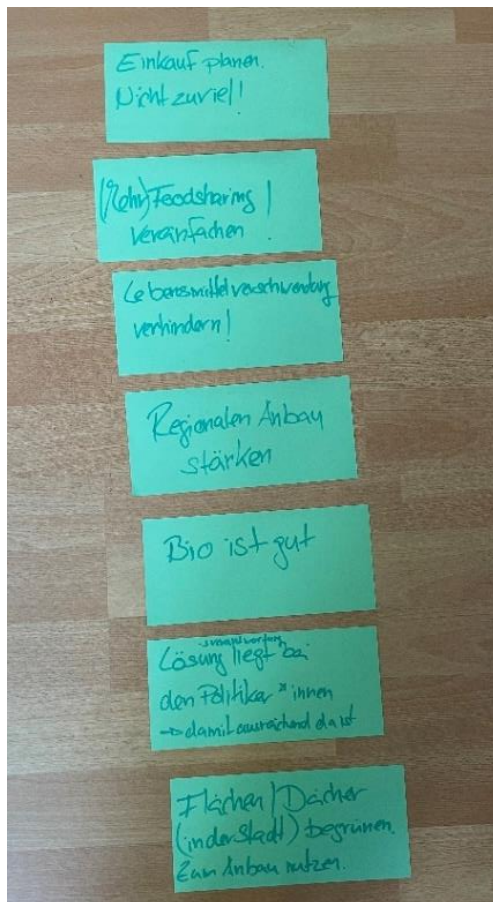 Einkauf planen.
Nicht zuviel!
(Mehr) Foodsharing!
vereinfachen
Lebensmittelverschwendung
verhindern!
Regionalen Anbau
stärken
Bio ist gut
Lösung liegt bei
den Politiker*innen
→ damit ausreichend da ist
Flächen/Dächer
(in der Stadt) begrünen.
Zum Anbau nutzen.